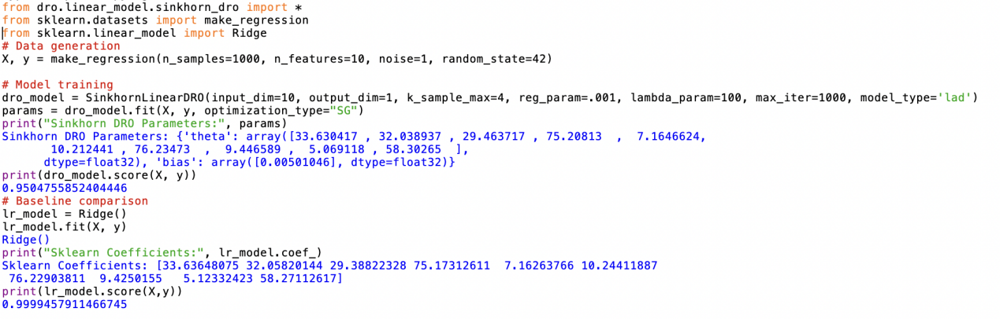 from dro.linear_model.sinkhorn_dro import *
from sklearn.datasets import make_regression
from sklearn.linear_model import Ridge
# Data generation
X, y = make_regression(n_samples=1000, n_features=10, noise=1, random_state=42)
# Model training
dro_model = SinkhornLinearDRO(input_dim=10, output_dim=1, k_sample_max=4, reg_param=.001, lambda_param=100, max_iter=1000, model_type='lad')
params = dro_model.fit(X, y, optimization_type="SG")
print("Sinkhorn DRO Parameters:", params)
Sinkhorn DRO Parameters: {'theta': array([33.630417 , 32.038937 , 29.463717 , 75.20813  ,  7.1646624,
       10.212441 , 76.23473  ,  9.446589 ,  5.069118 , 58.30265  ],
      dtype=float32), 'bias': array([0.00501046], dtype=float32)}
print(dro_model.score(X, y))
0.9504755852404446
# Baseline comparison
lr_model = Ridge()
lr_model.fit(X, y)
Ridge()
print("Sklearn Coefficients:", lr_model.coef_)
Sklearn Coefficients: [33.63648075 32.05820144 29.38822328 75.17312611  7.16263766 10.24411887
 76.22903811  9.4250155   5.12332423 58.27112617]
print(lr_model.score(X,y))
0.9999457911466745